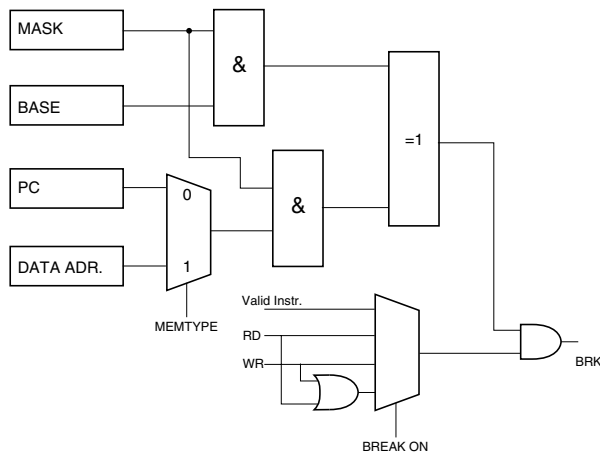 MASK
&
BASE
=1
PC
0
&
DATA ADR.
1
Valid Instr.
MEMTYPE
RD
WR
BRK
BREAK ON